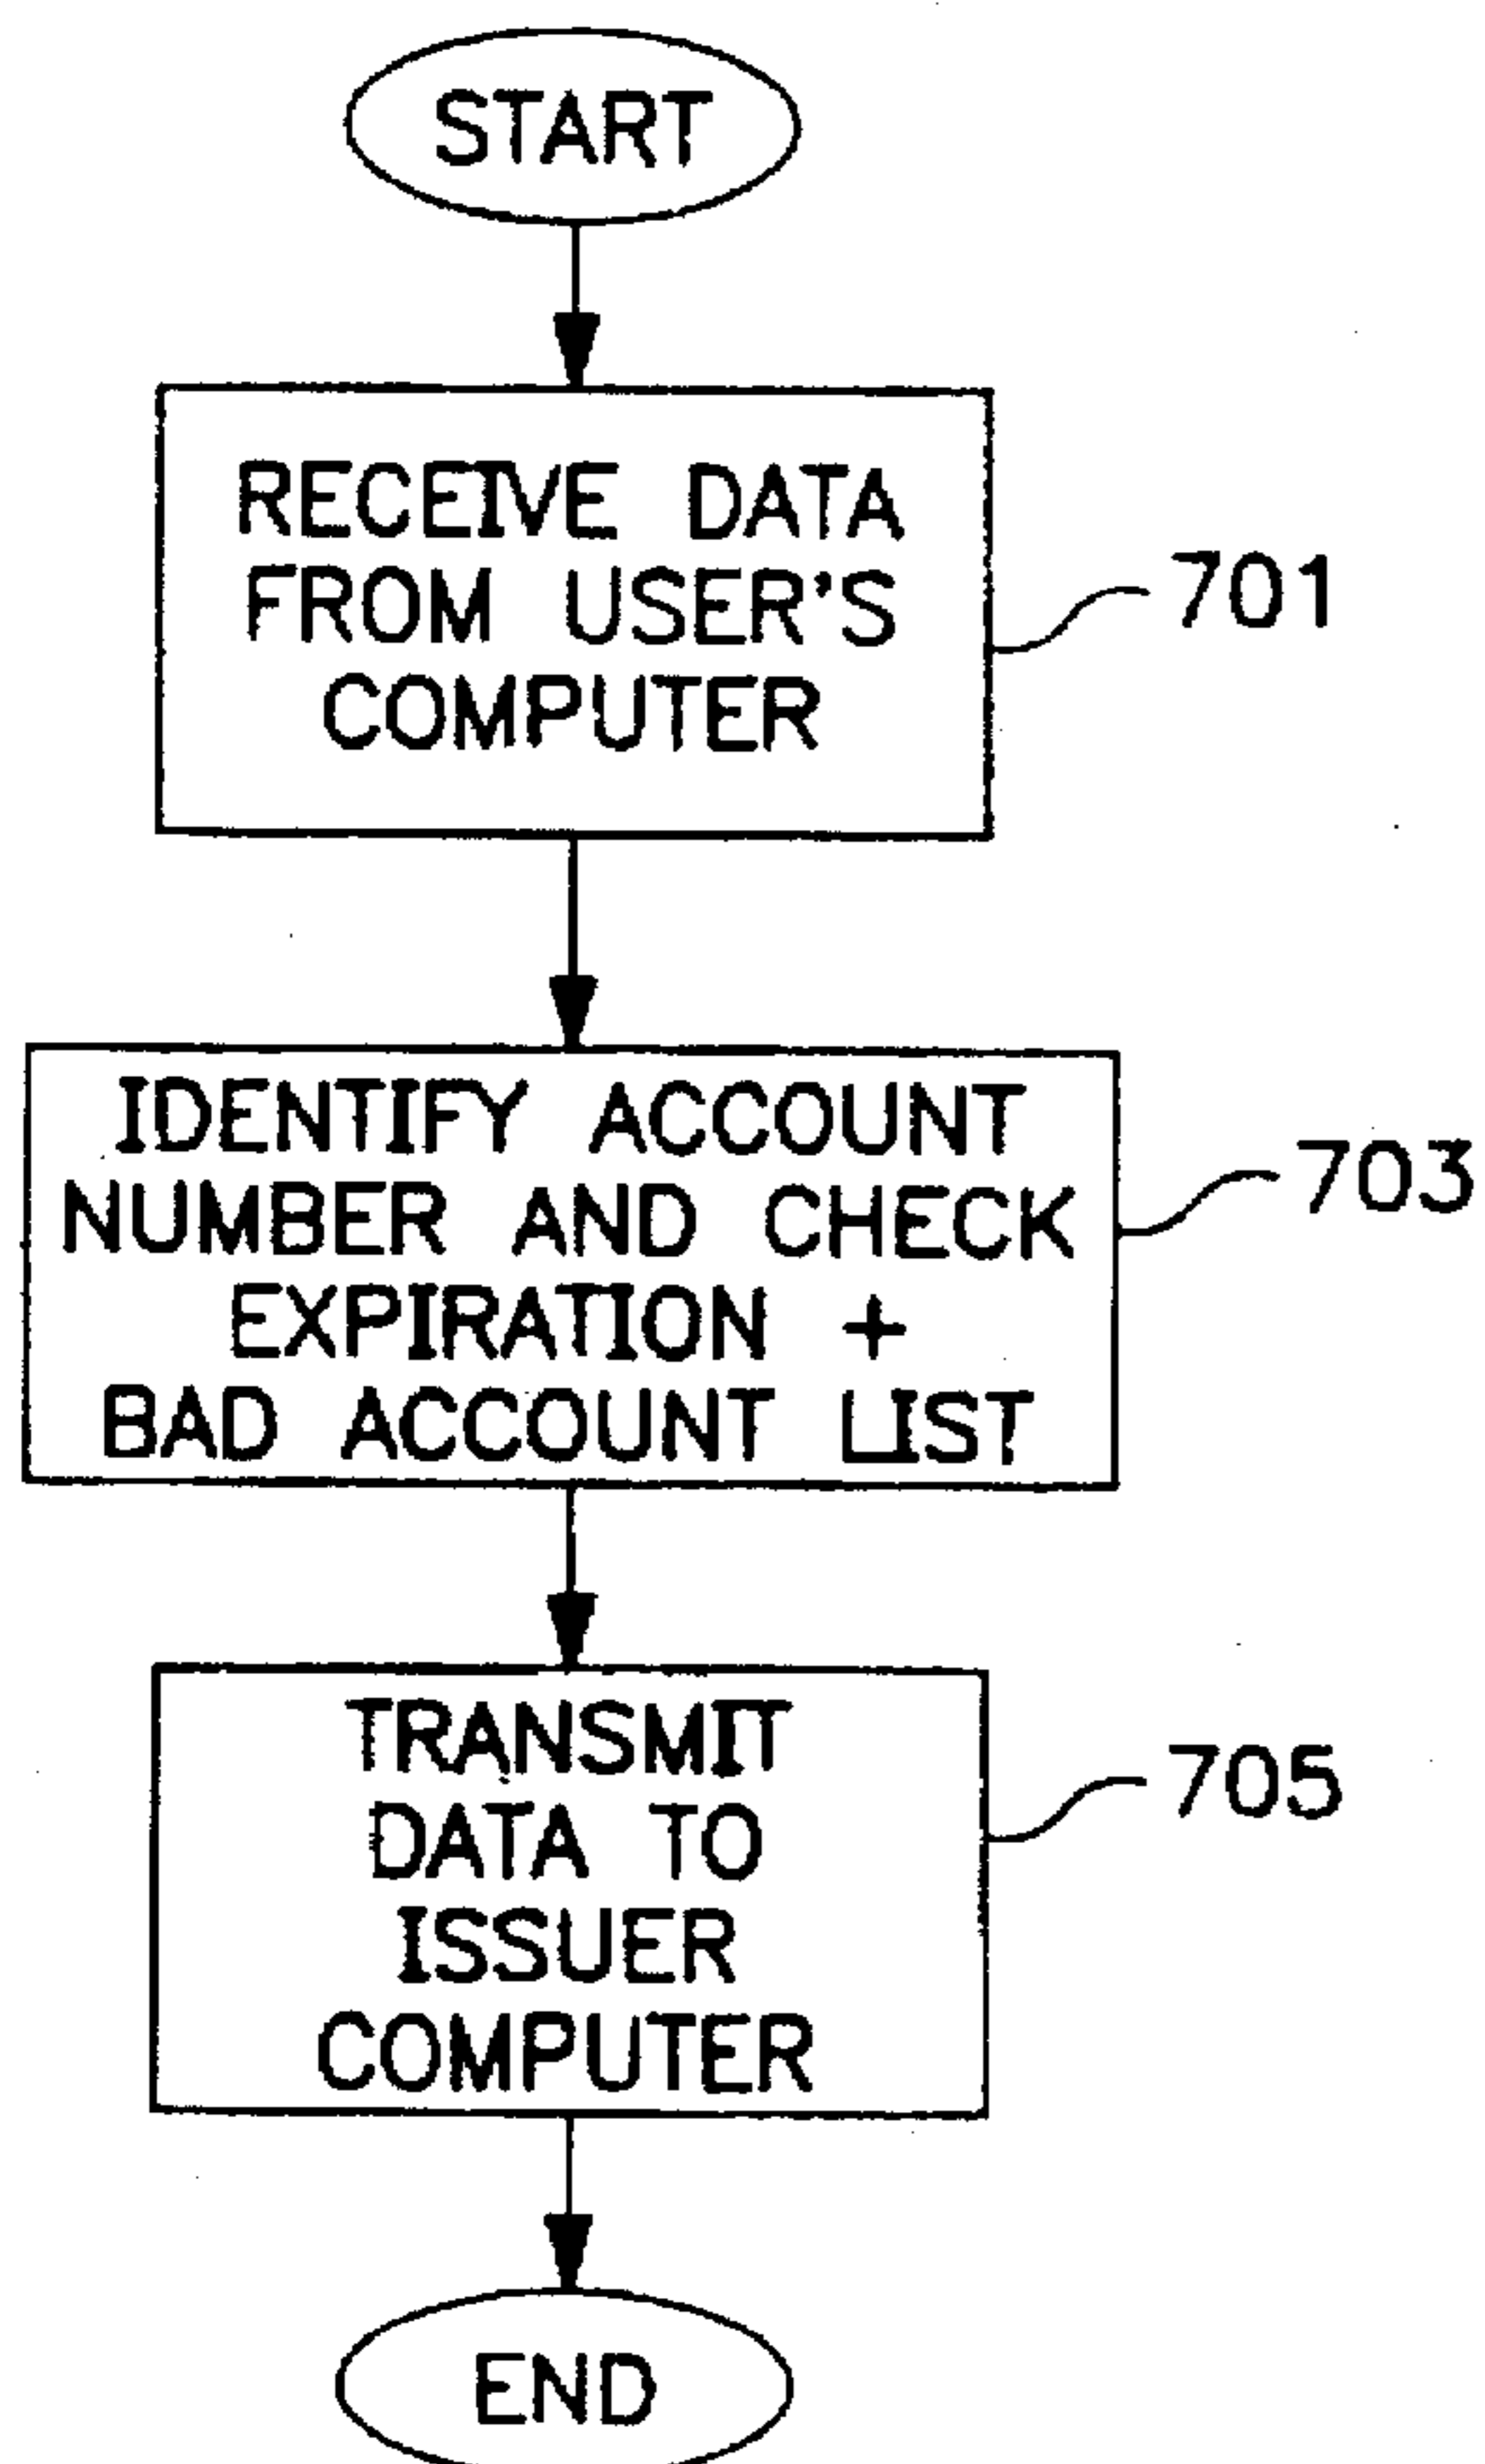 START
RECEIVE DATA
FROM USER'S
COMPUTER
701
IDENTIFY ACCOUNT
NUMBER AND CHECK
EXPIRATION +
BAD ACCOUNT LIST
703
TRANSMIT
DATA TO
ISSUER
COMPUTER
705
END